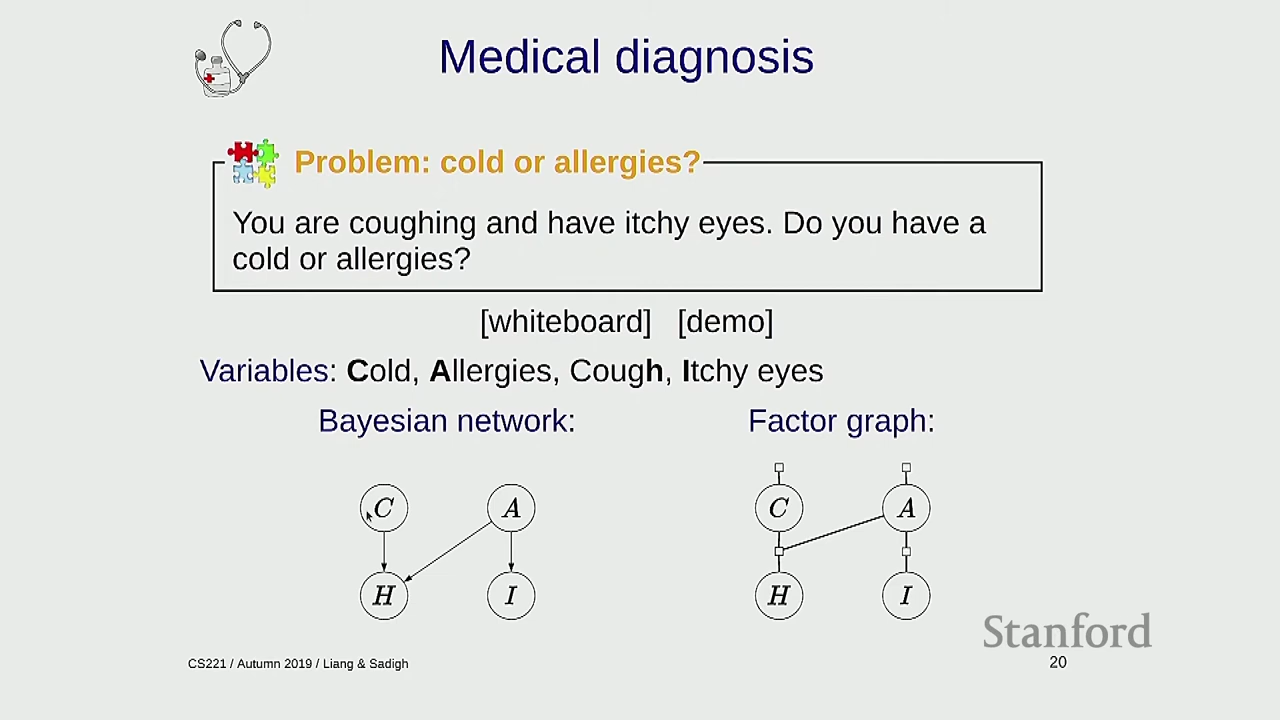 Medical diagnosis
Problem: cold or allergies?
You are coughing and have itchy eyes. Do you have a
cold or allergies?
[whiteboard] [demo]
Variables: Cold, Allergies, Cough, Itchy eyes
Bayesian network: Factor graph:
C A C A
H I H I
Stanford
CS221 / Autumn 2019 / Liang & Sadigh 20